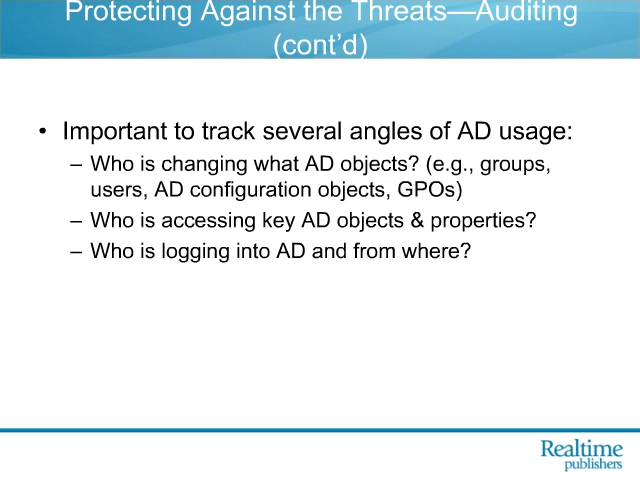 Protecting Against the Threats—Auditing
(cont’d)
• Important to track several angles of AD usage:
– Who is changing what AD objects? (e.g., groups,
users, AD configuration objects, GPOs)
– Who is accessing key AD objects & properties?
– Who is logging into AD and from where?
Realtime
publishers